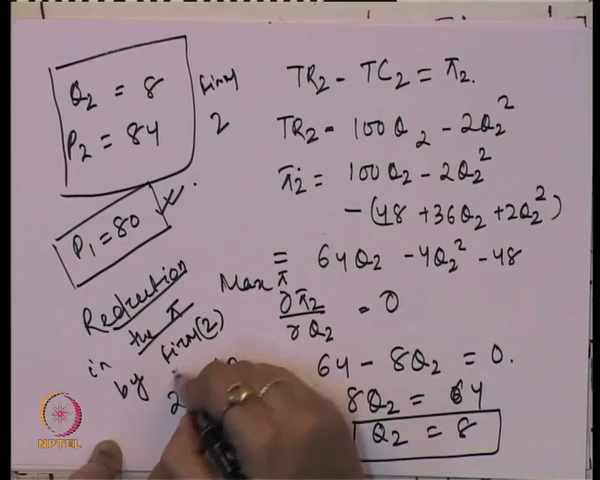 Q2 = 8
P2 = 84
firm
2
P1 = 80
Reduction
in the π
by firm(2)
2
TR2 - TC2 = π2.
TR2 = 100Q2 - 2Q2²
π2 = 100Q2 - 2Q2²
- (48 + 36Q2 + 2Q2²)
= 64Q2 - 4Q2² - 48
Max π
∂π2/∂Q2 = 0
64 - 8Q2 = 0.
8Q2 = 64
Q2 = 8
NPTEL